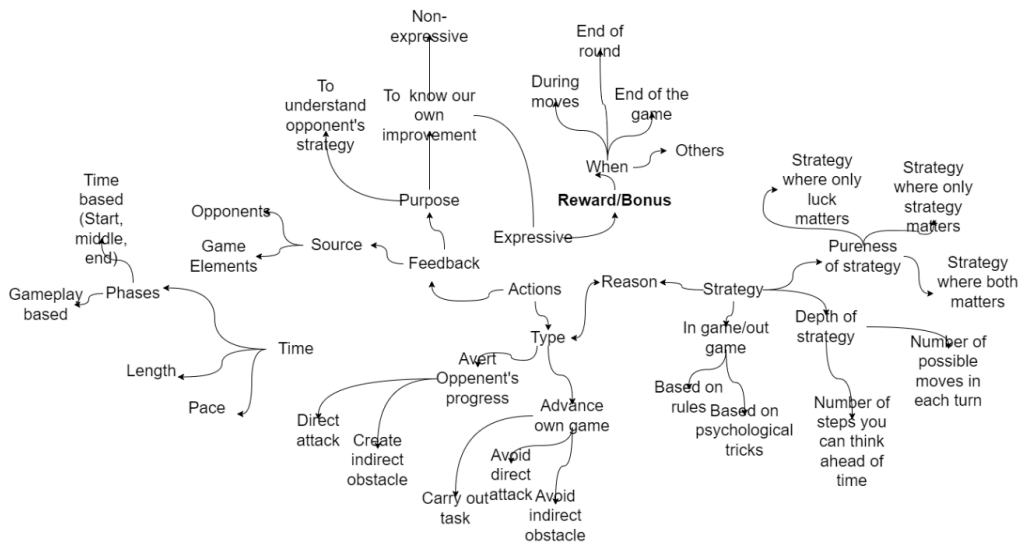 Non-
expressive
End of
round
To
understand
opponent's
strategy
To  know our
own
improvement
During
moves
End of the
game
When
Others
Time
based
(Start,
middle,
end)
Opponents
Game
Elements
Source
Purpose
Feedback
Expressive
Reward/Bonus
Strategy
where only
luck
matters
Strategy
where only
strategy
matters
Pureness
of strategy
Strategy
where both
matters
Gameplay
based
Phases
Actions
Reason
Strategy
Depth of
strategy
Time
Length
Pace
Type
In game/out
game
Number of
possible
moves in
each turn
Avert
Oppenent's
progress
Direct
attack
Create
indirect
obstacle
Advance
own game
Based on
rules
Based on
psychological
tricks
Number of
steps you
can think
ahead of
time
Carry out
task
Avoid
direct
attack
Avoid
indirect
obstacle